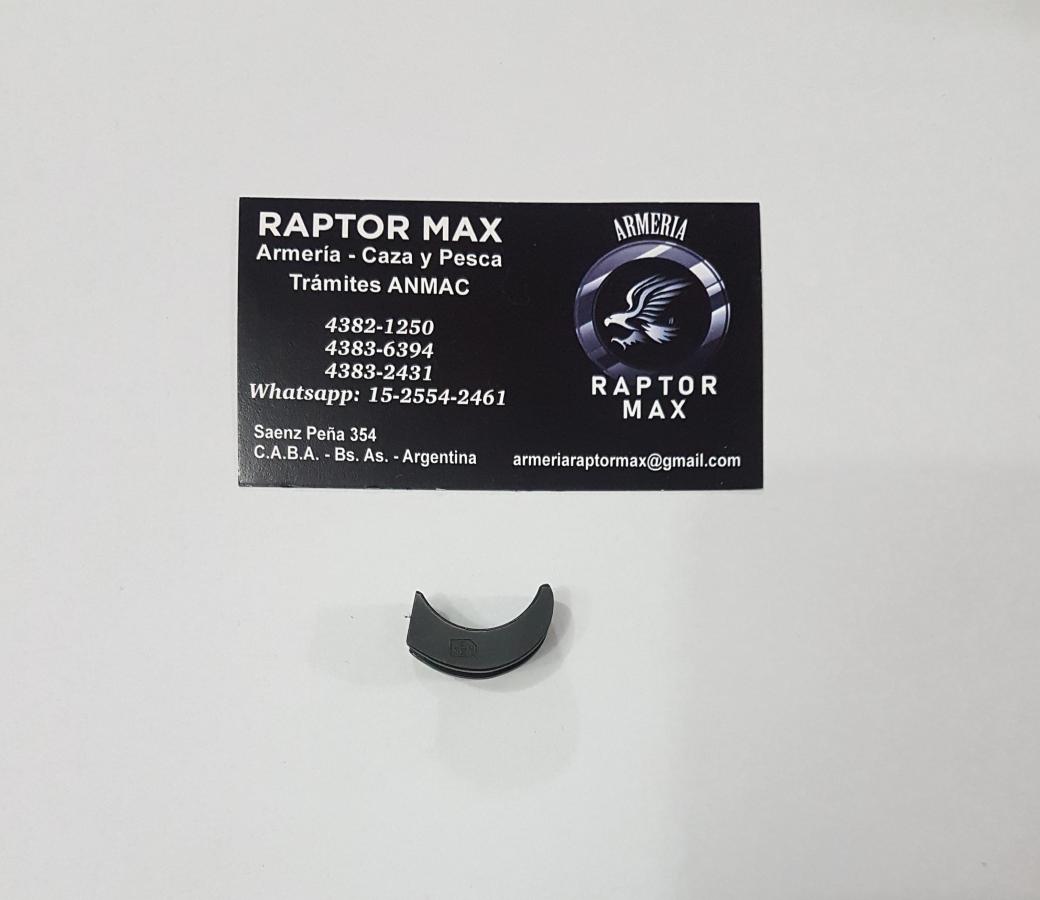 RAPTOR MAX
Armería - Caza y Pesca
Trámites ANMAC
4382-1250
4383-6394
4383-2431
Whatsapp: 15-2554-2461
Saenz Peña 354
C.A.B.A. - Bs. As. - Argentina
ARMERIA
RAPTOR
MAX
armeriaraptormax@gmail.com